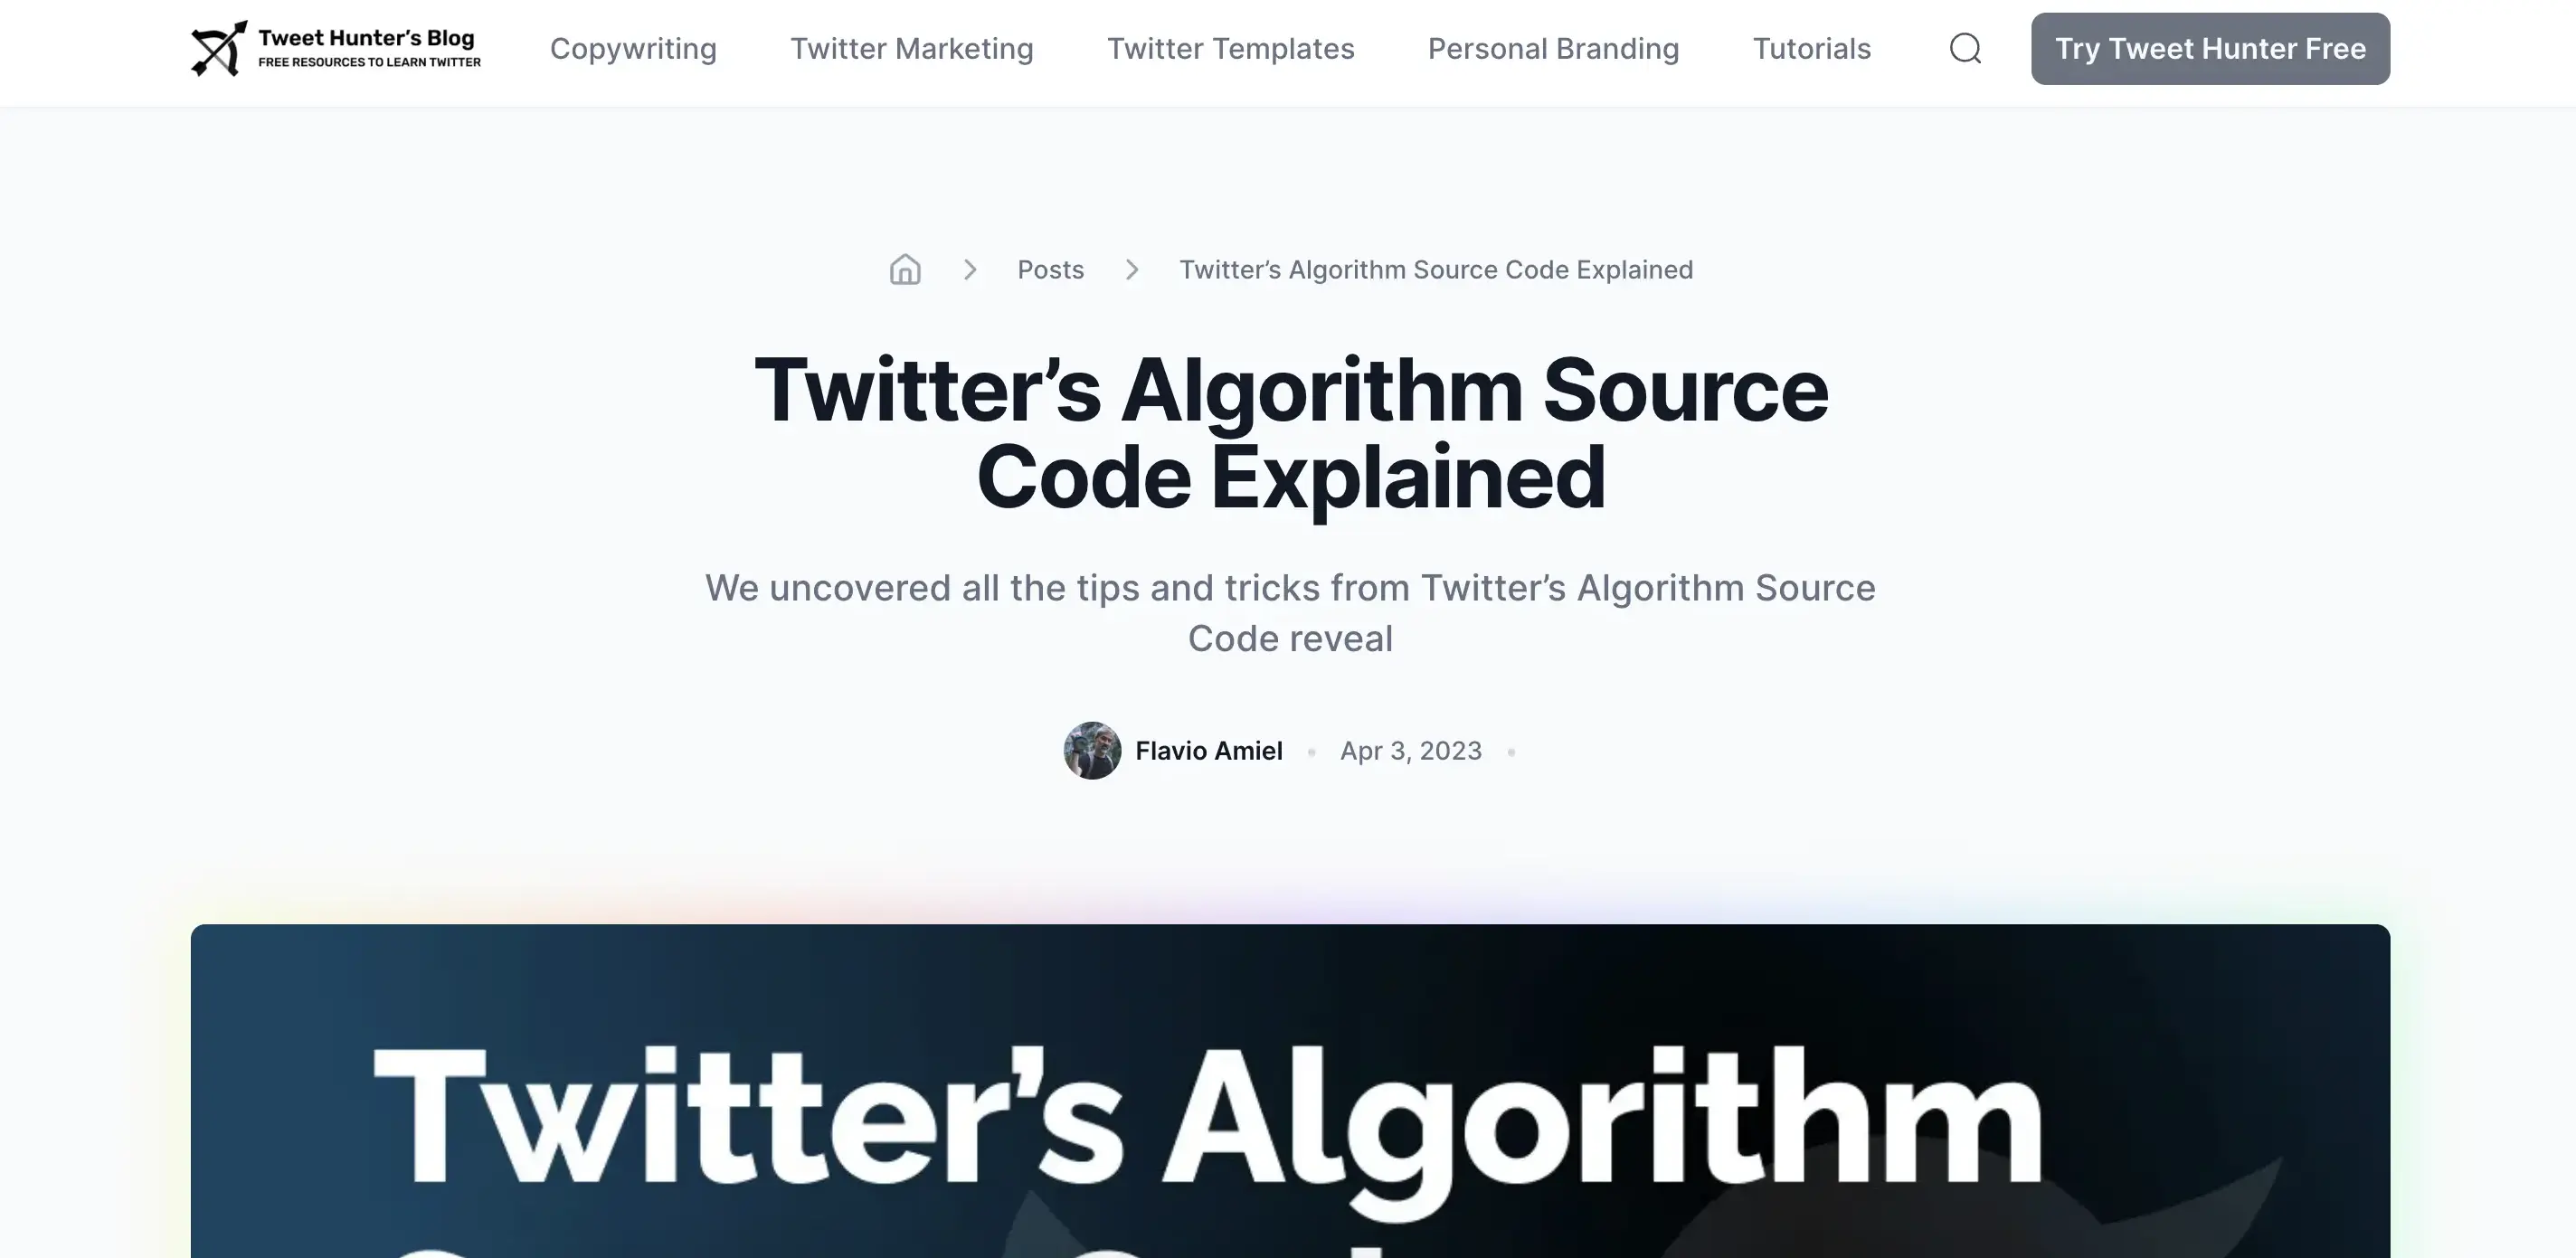 Tweet Hunter’s Blog
FREE RESOURCES TO LEARN TWITTER
Copywriting
Twitter Marketing
Twitter Templates
Personal Branding
Tutorials
Try Tweet Hunter Free
Posts
Twitter’s Algorithm Source Code Explained
Twitter’s Algorithm Source
Code Explained
We uncovered all the tips and tricks from Twitter’s Algorithm Source
Code reveal
Flavio Amiel
Apr 3, 2023
Twitter’s Algorithm